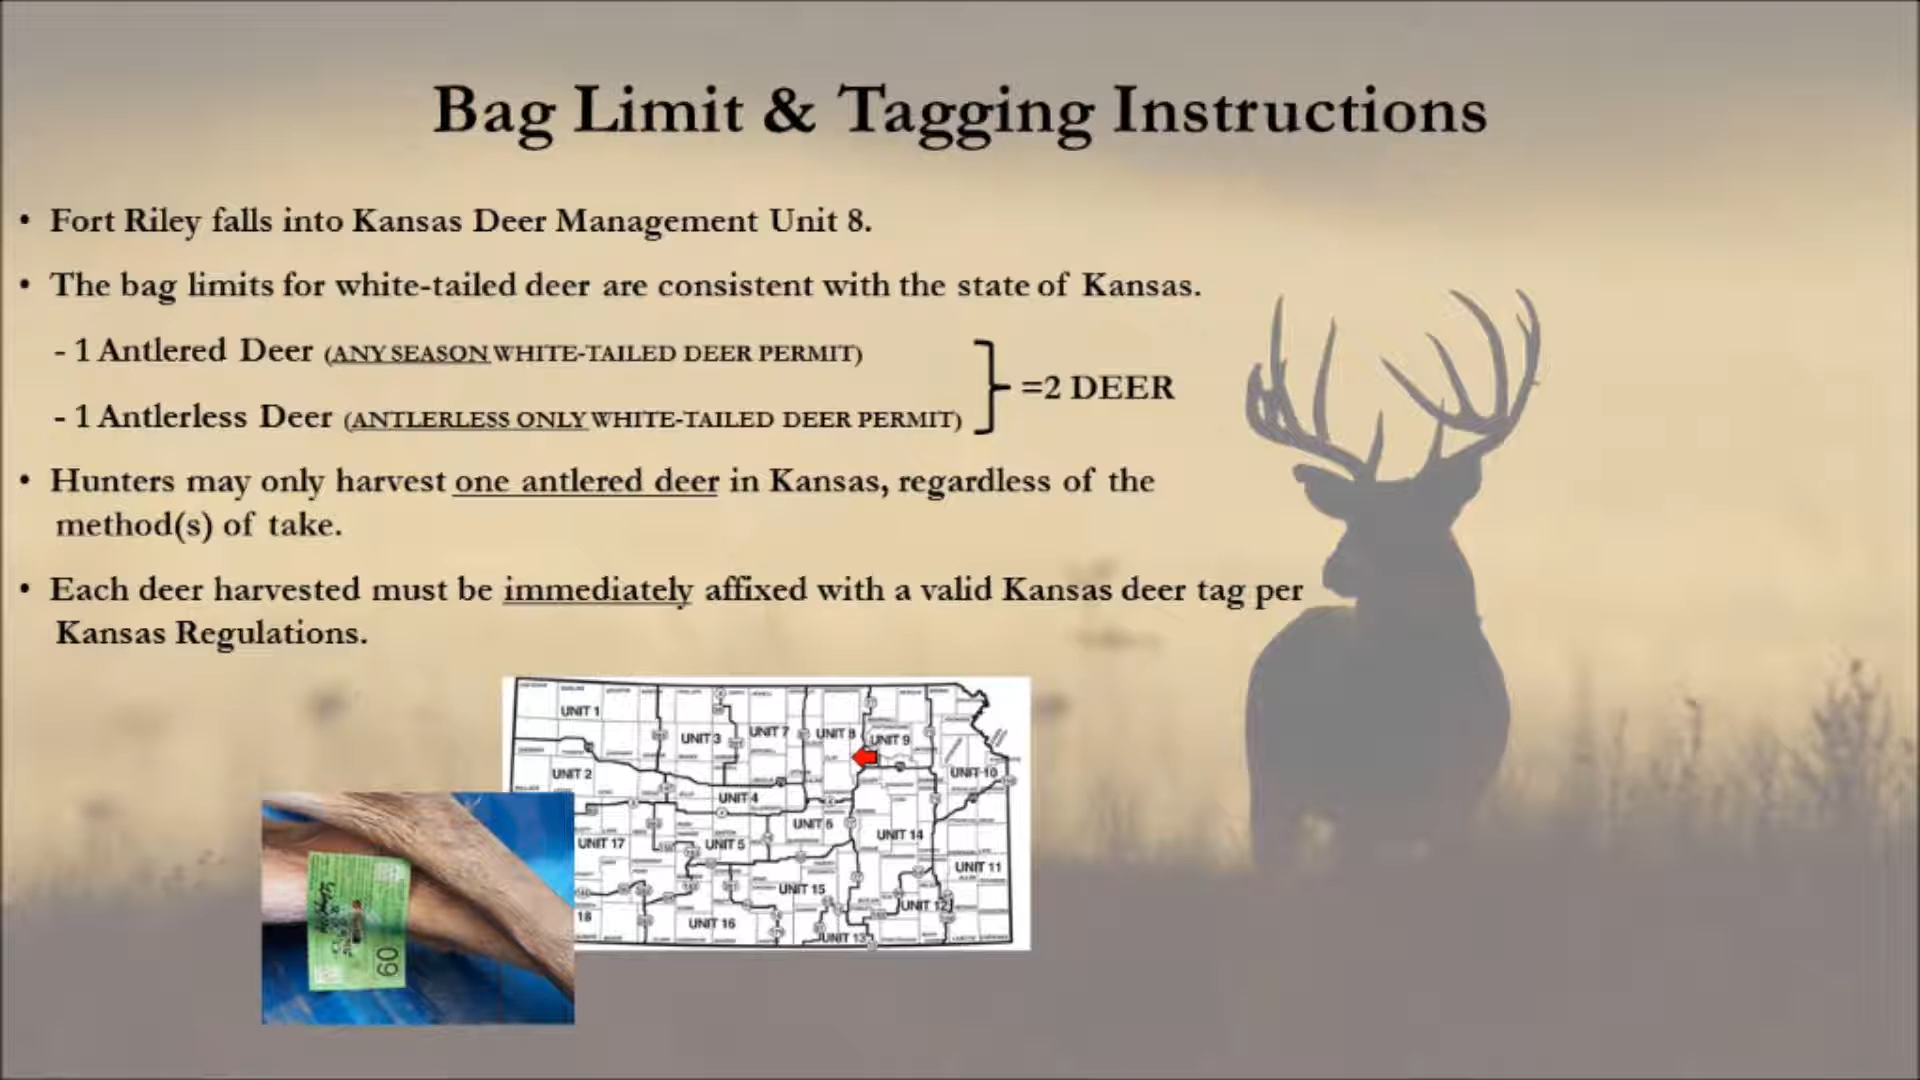 Bag Limit & Tagging Instructions
• Fort Riley falls into Kansas Deer Management Unit 8.
• The bag limits for white-tailed deer are consistent with the state of Kansas.
- 1 Antlered Deer (ANY SEASON WHITE-TAILED DEER PERMIT)
- 1 Antlerless Deer (ANTLERLESS ONLY WHITE-TAILED DEER PERMIT)
=2 DEER
• Hunters may only harvest one antlered deer in Kansas, regardless of the
method(s) of take.
• Each deer harvested must be immediately affixed with a valid Kansas deer tag per
Kansas Regulations.
UNIT 1
UNIT 3
UNIT 7
UNIT 8
UNIT 9
UNIT 2
UNIT 10
UNIT 4
UNIT 6
UNIT 14
UNIT 17
UNIT 5
UNIT 11
UNIT 15
UNIT 12
18
UNIT 16
UNIT 13
09